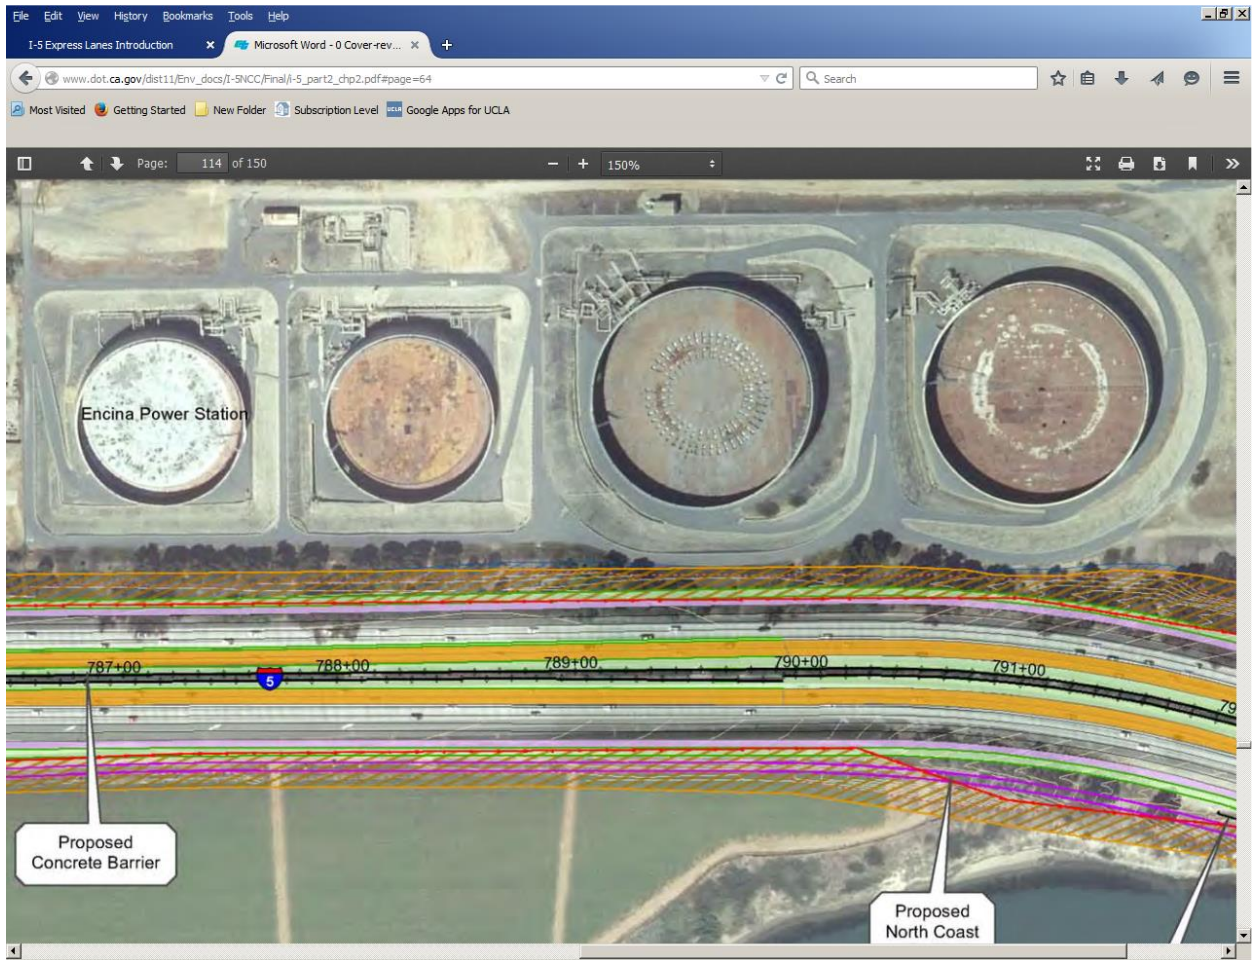 File Edit View History Bookmarks Tools Help
I-5 Express Lanes Introduction
Microsoft Word - 0 Cover-rev...
www.dot.ca.gov/dist11/Env_docs/I-5NCC/Final/i-5_part2_chp2.pdf#page=64
Search
Most Visited Getting Started New Folder Subscription Level UCLA Google Apps for UCLA
Page: 114 of 150
150%
Encina Power Station
787+00 788+00 789+00 790+00 791+00 79
5
Proposed
Concrete Barrier
Proposed
North Coast